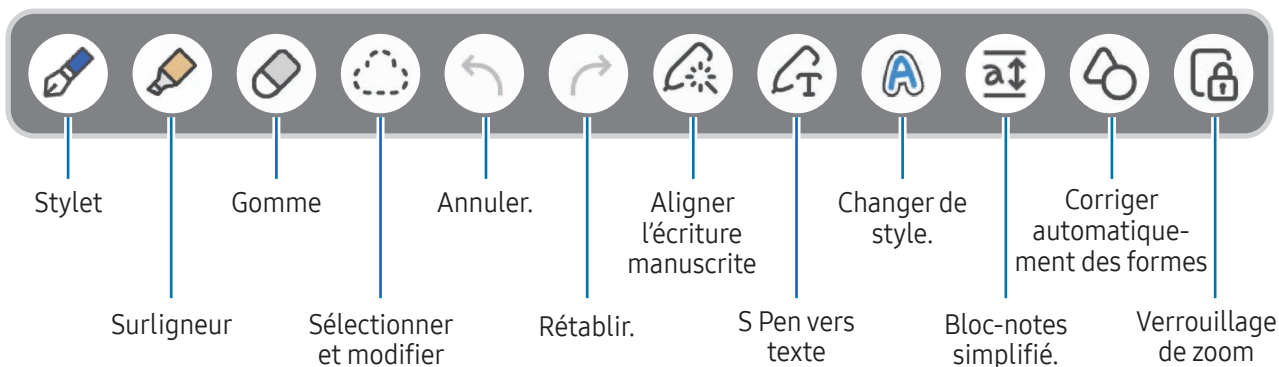 Stylet
Gomme
Annuler.
Aligner
l'écriture
manuscrite
Changer de
style.
Corriger
automatique-
ment des formes
Surligneur
Sélectionner
et modifier
Rétablir.
S Pen vers
texte
Bloc-notes
simplifié.
Verrouillage
de zoom